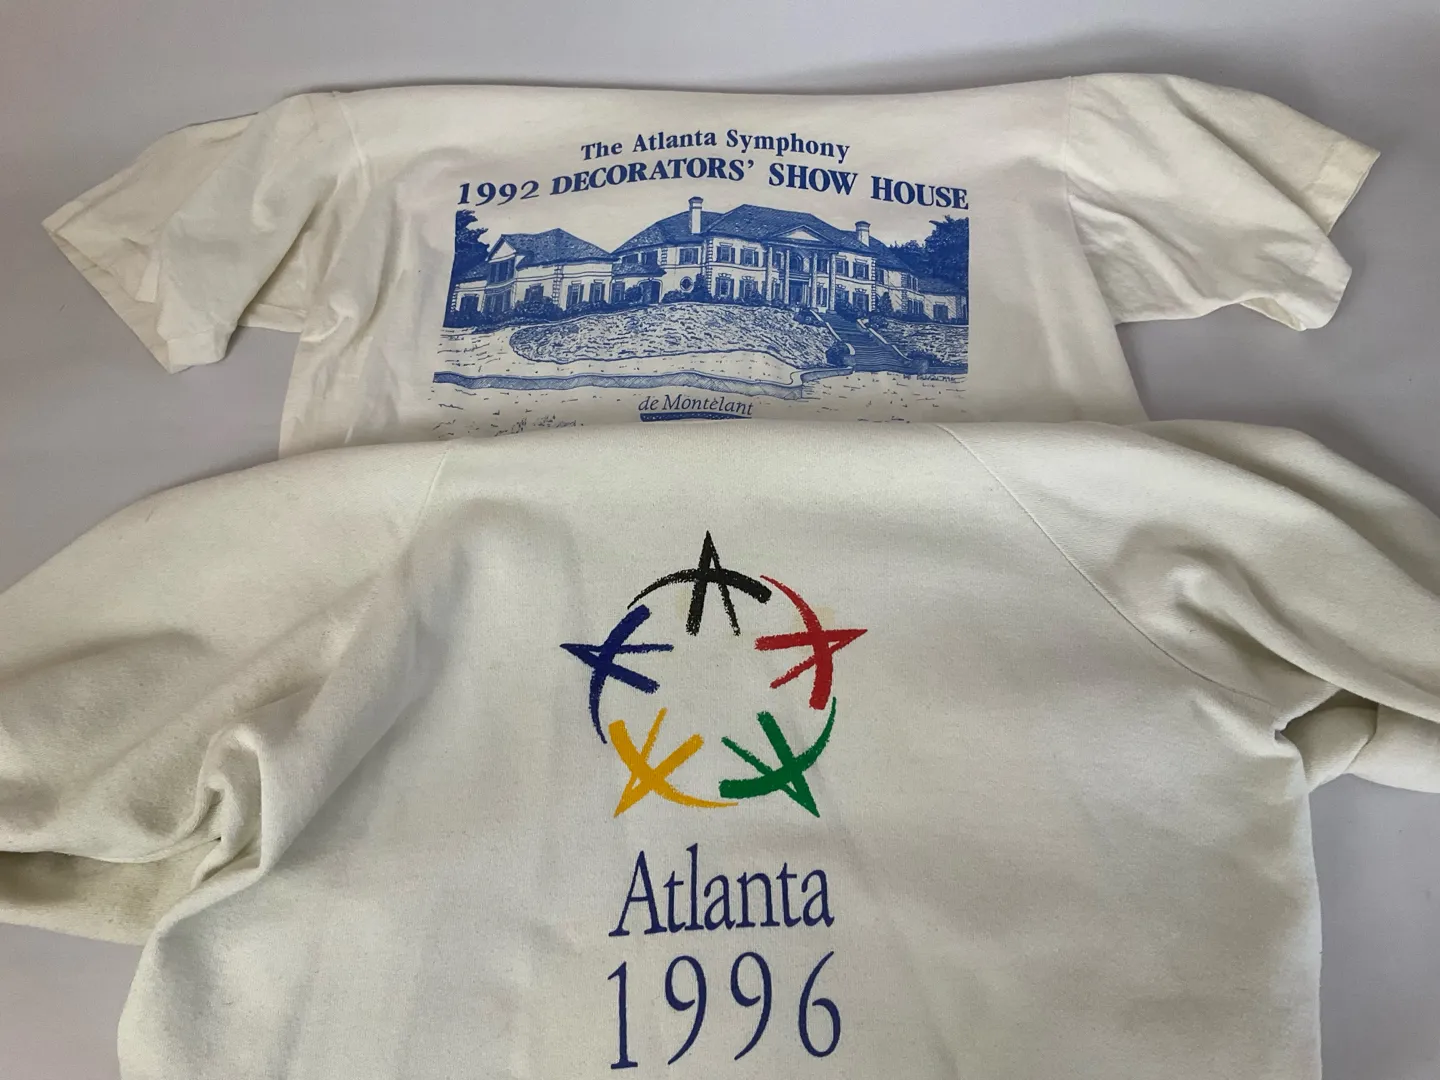 The Atlanta Symphony
1992 DECORATORS' SHOW HOUSE
de Montelant
Atlanta
1996